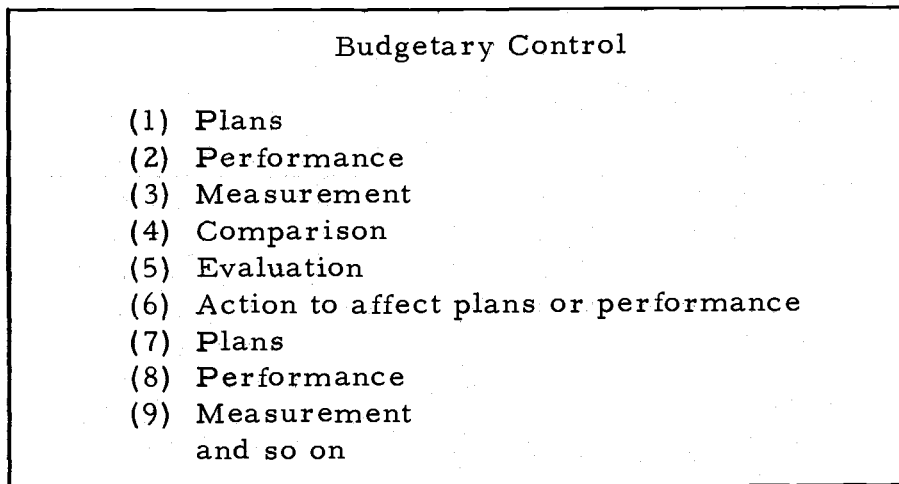 Budgetary Control
(1) Plans
(2) Performance
(3) Measurement
(4) Comparison
(5) Evaluation
(6) Action to affect plans or performance
(7) Plans
(8) Performance
(9) Measurement
and so on